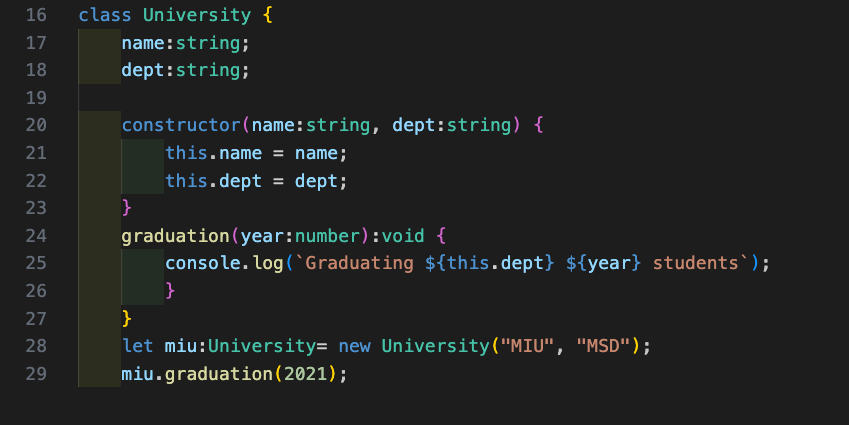 16 class University {
17     name:string;
18     dept:string;
19
20     constructor(name:string, dept:string) {
21         this.name = name;
22         this.dept = dept;
23     }
24     graduation(year:number):void {
25         console.log(`Graduating ${this.dept} ${year} students`);
26         }
27     }
28     let miu:University= new University("MIU", "MSD");
29     miu.graduation(2021);